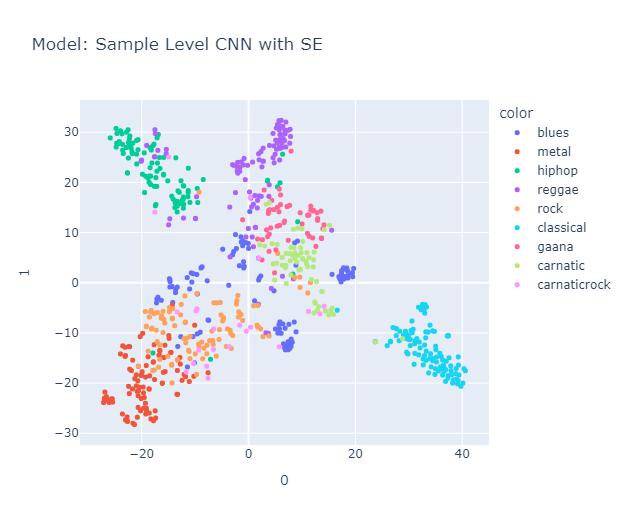 Model: Sample Level CNN with SE
color
blues
metal
hiphop
reggae
rock
classical
gaana
carnatic
carnaticrock
30
20
10
0
−10
−20
−30
1
−20
0
20
40
0